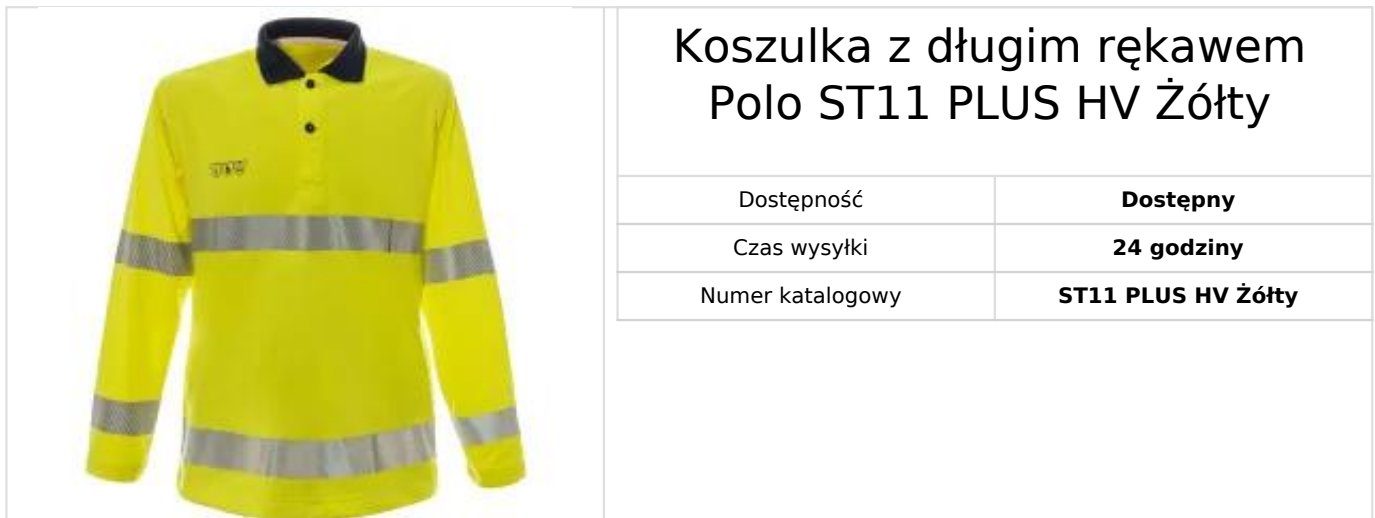 Koszulka z długim rękawem
Polo ST11 PLUS HV Żółty
Dostępność Dostępny
Czas wysyłki 24 godziny
Numer katalogowy ST11 PLUS HV Żółty